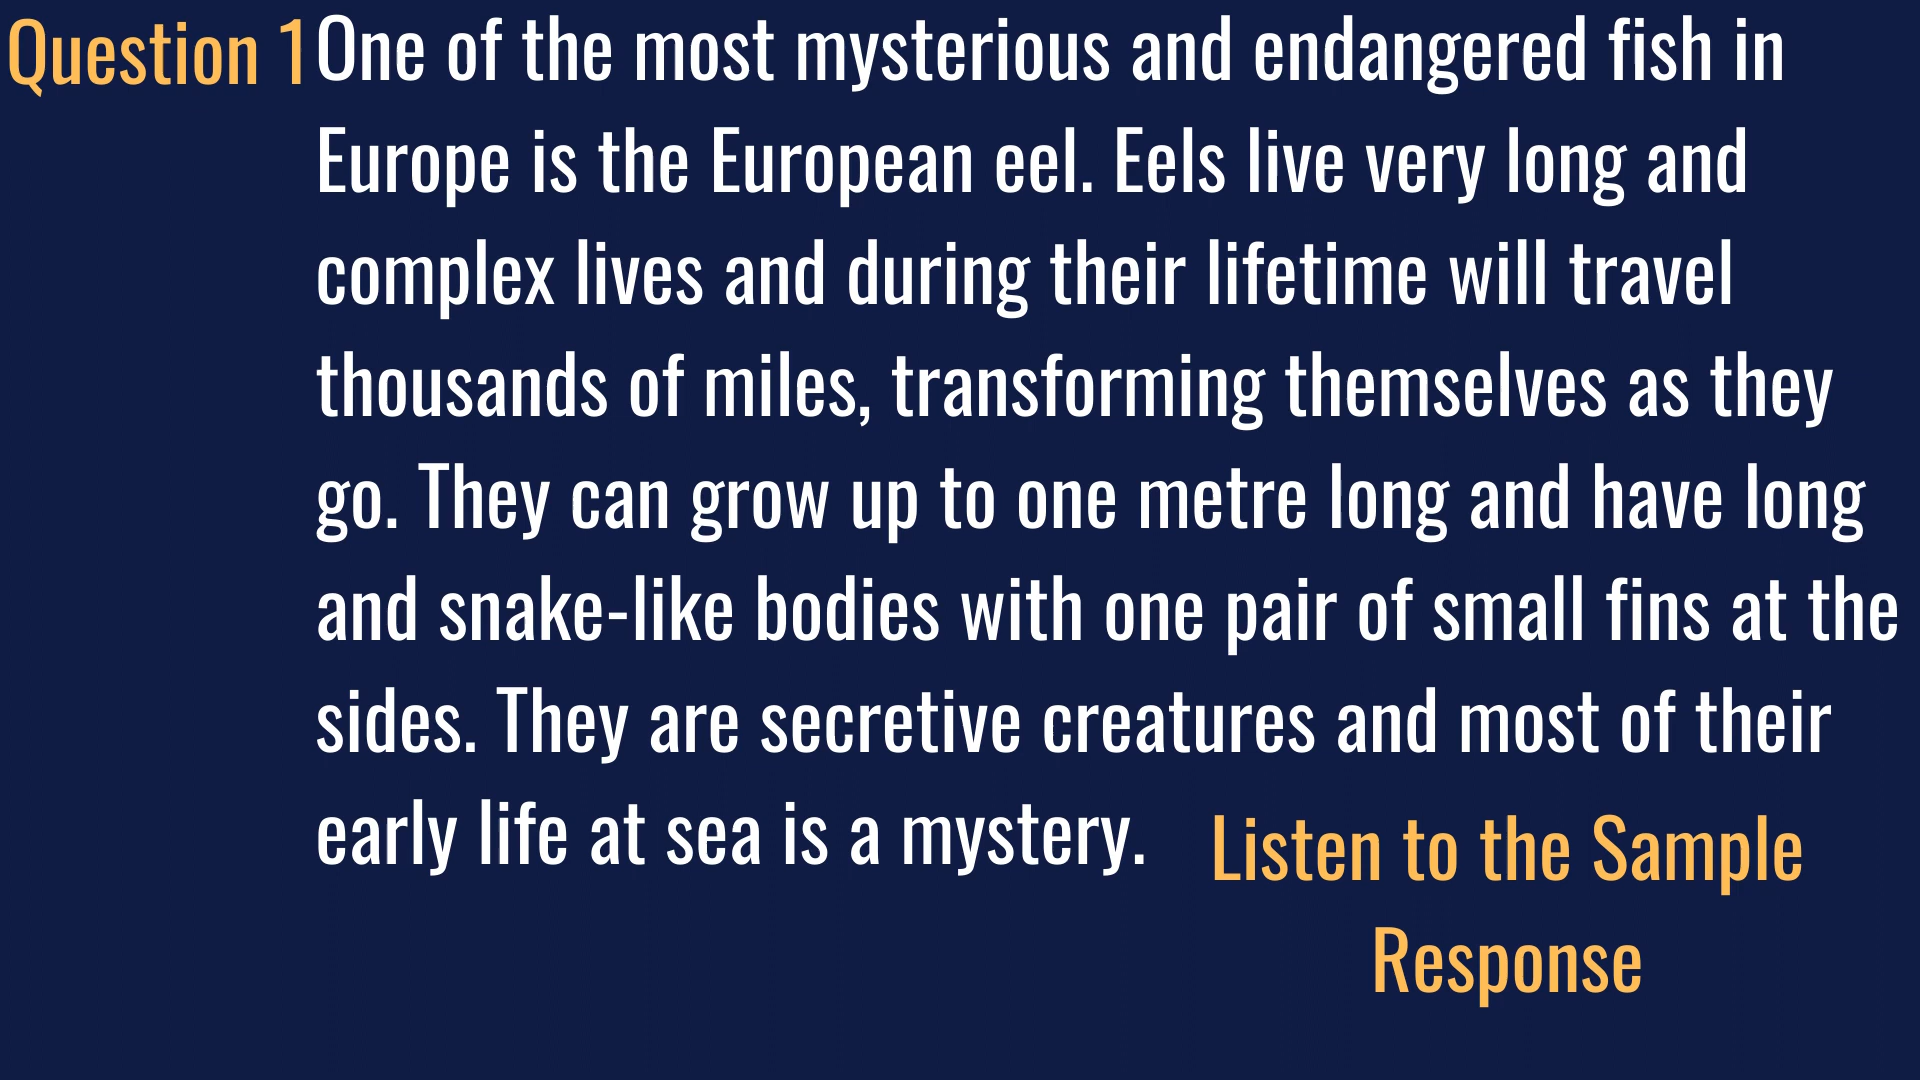 Question 1
One of the most mysterious and endangered fish in
Europe is the European eel. Eels live very long and
complex lives and during their lifetime will travel
thousands of miles, transforming themselves as they
go. They can grow up to one metre long and have long
and snake-like bodies with one pair of small fins at the
sides. They are secretive creatures and most of their
early life at sea is a mystery.
Listen to the Sample
Response